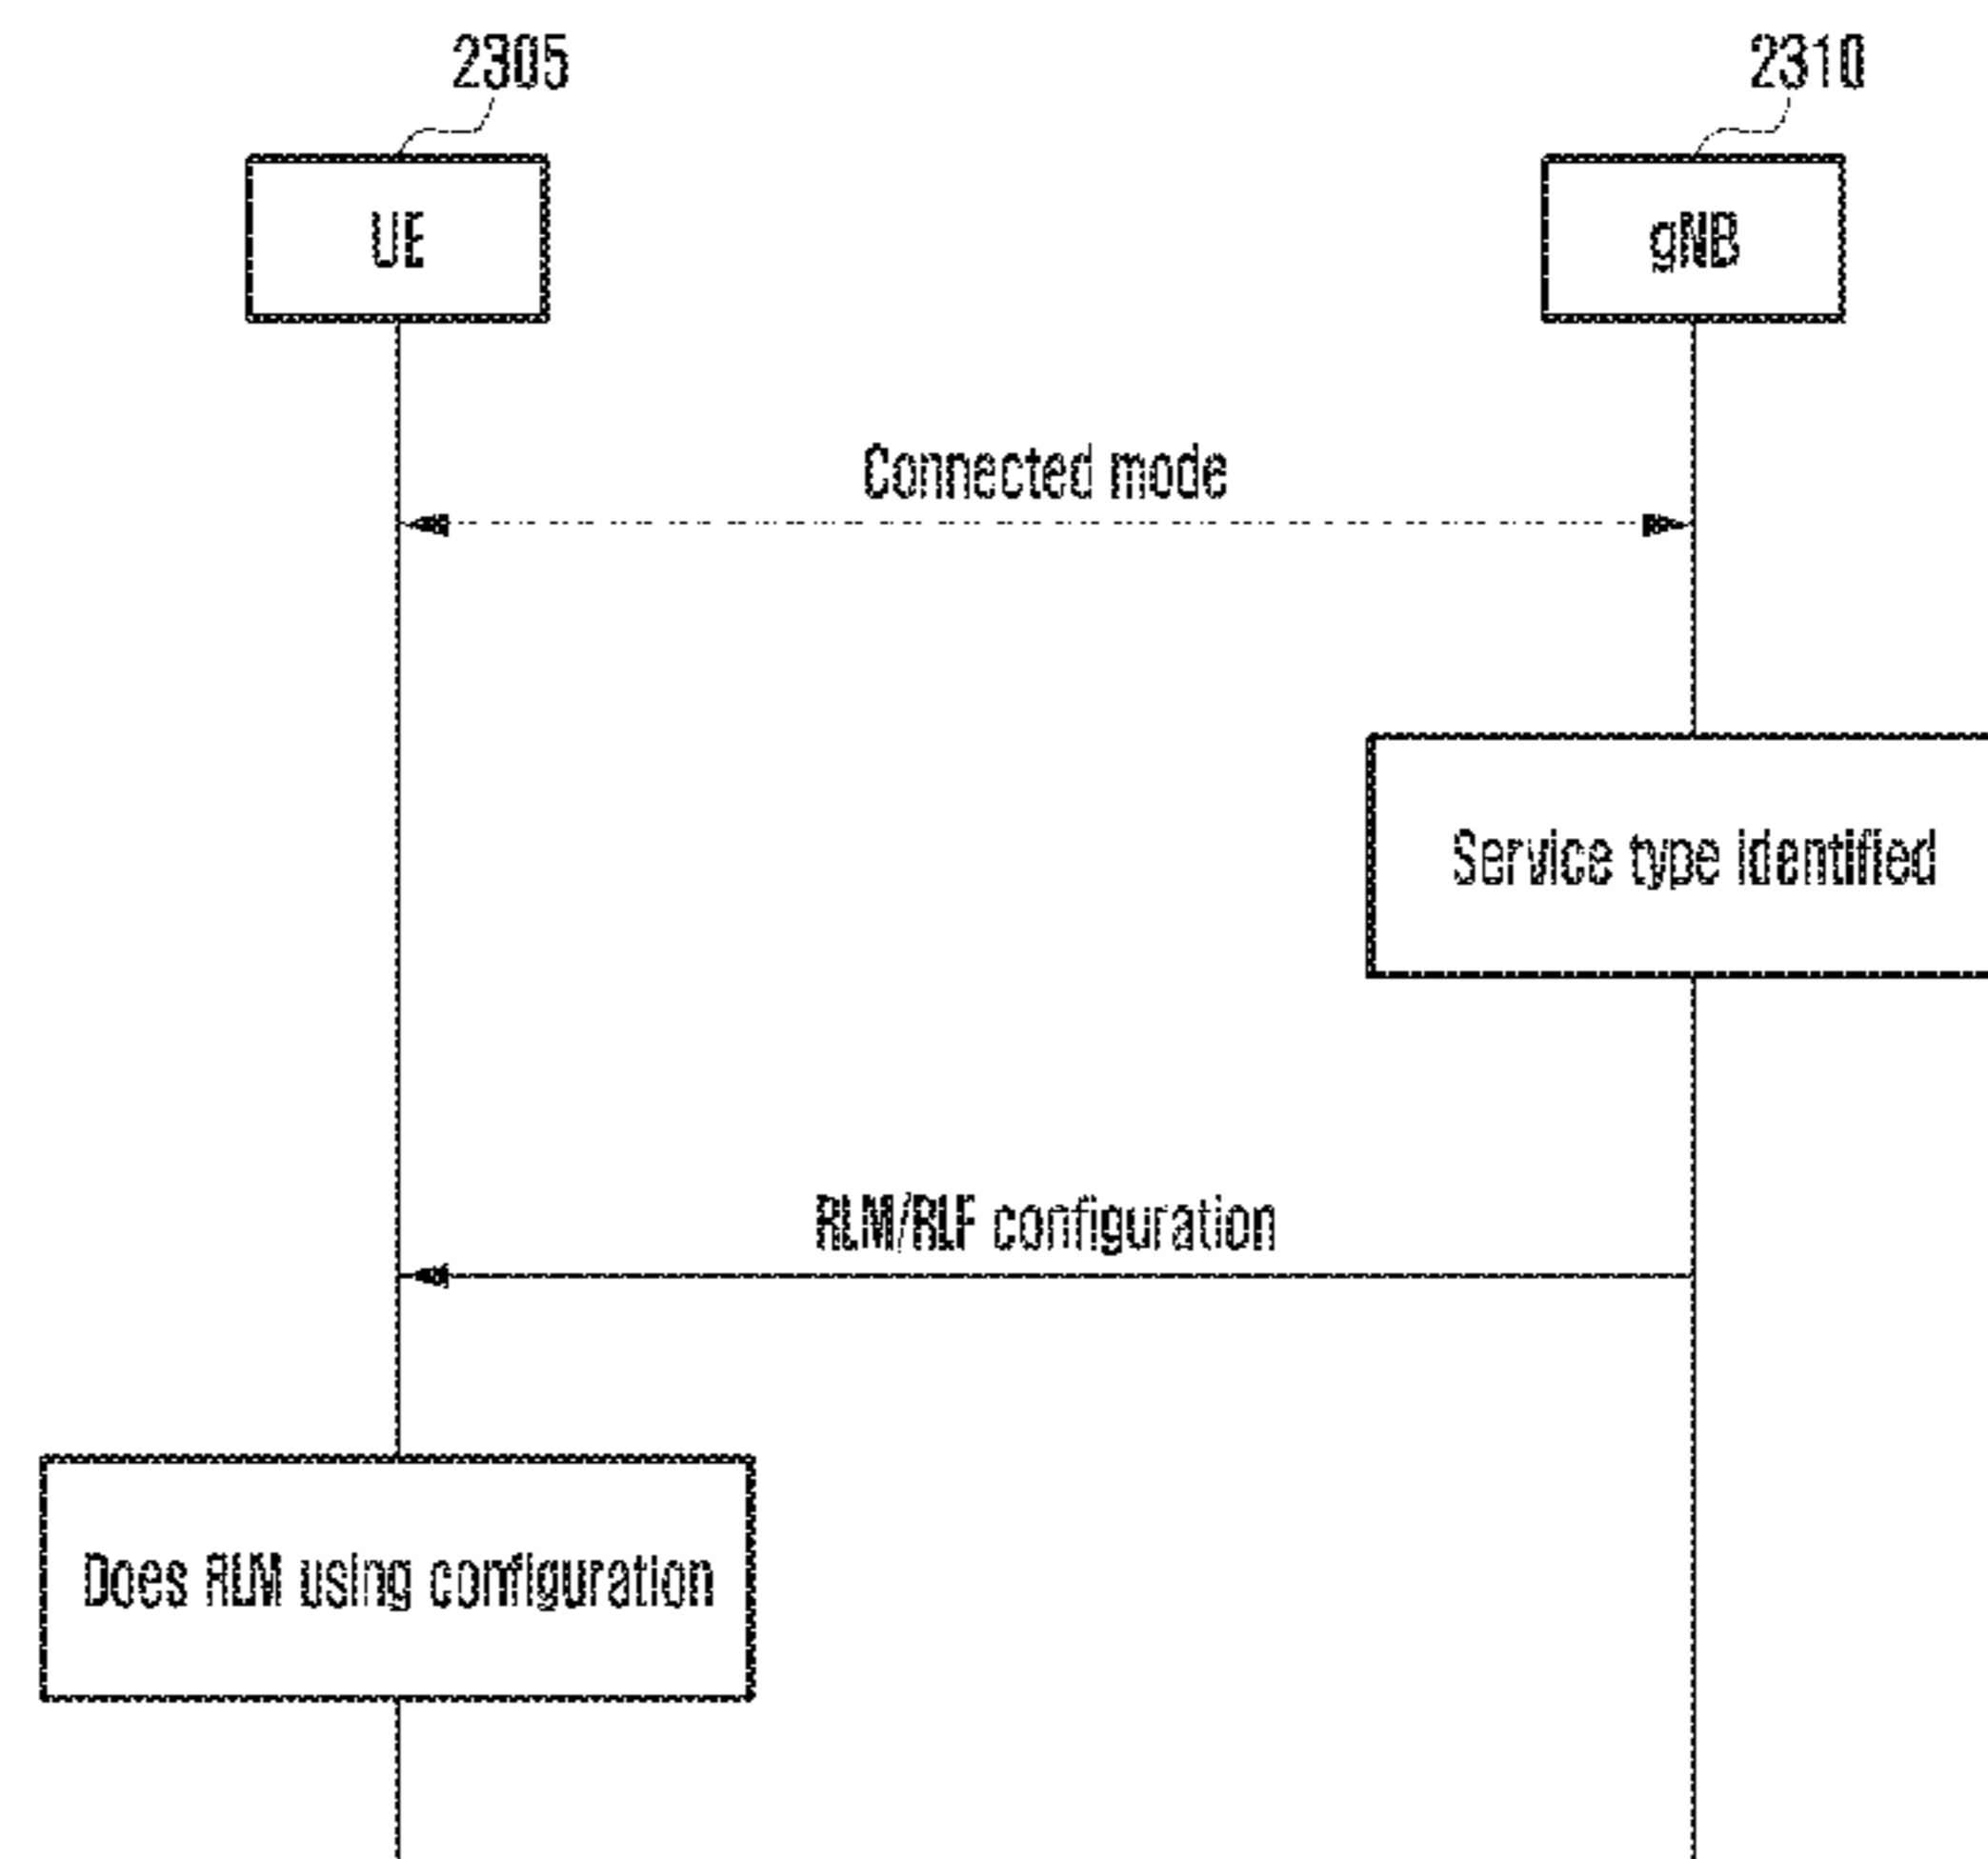 2305
2310
UE
gNB
Connected mode
Service type identified
RLM/RLF configuration
Does RLM using configuration